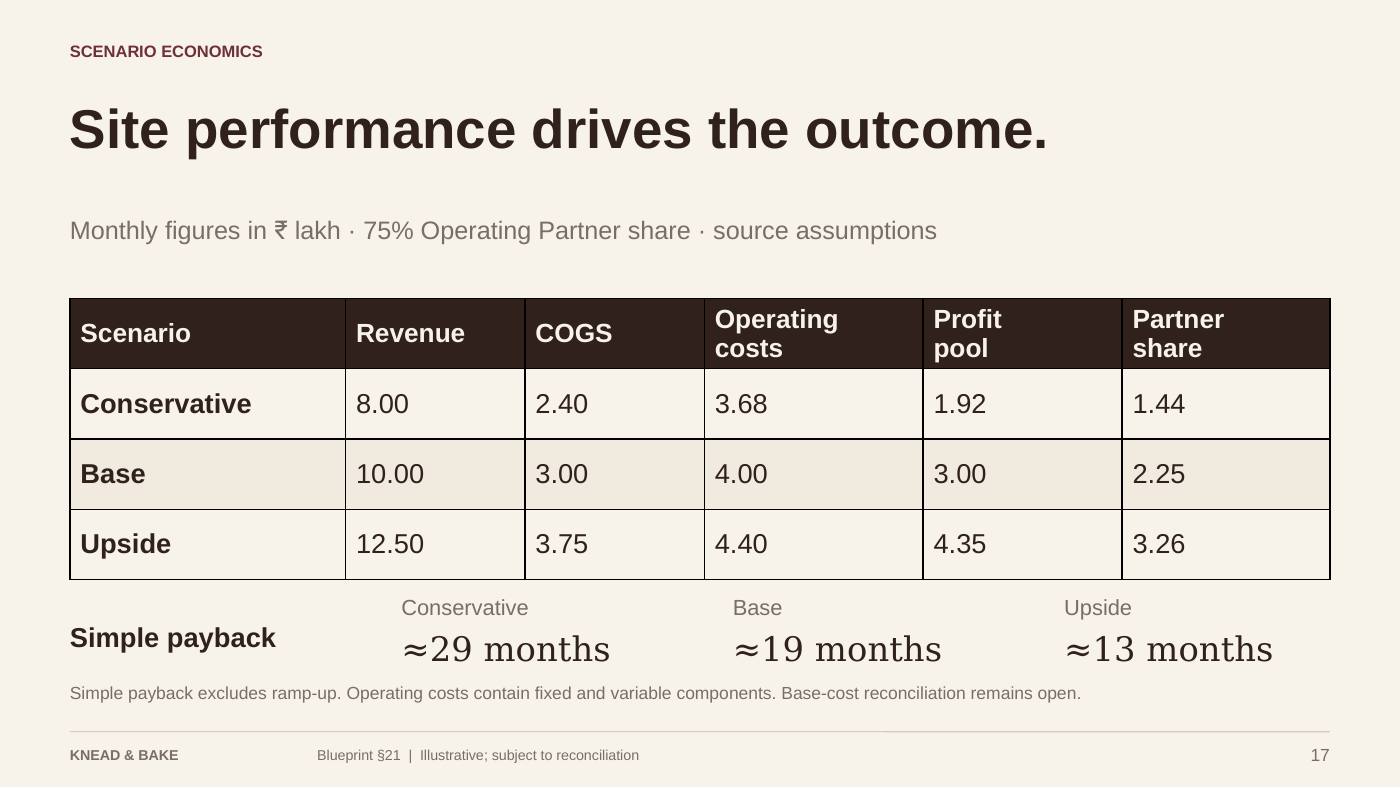 SCENARIO ECONOMICS
Site performance drives the outcome.
Monthly figures in ₹ lakh · 75% Operating Partner share · source assumptions
Scenario Revenue COGS Operating costs Profit pool Partner share
Conservative 8.00 2.40 3.68 1.92 1.44
Base 10.00 3.00 4.00 3.00 2.25
Upside 12.50 3.75 4.40 4.35 3.26
Simple payback
Conservative
≈29 months
Base
≈19 months
Upside
≈13 months
Simple payback excludes ramp-up. Operating costs contain fixed and variable components. Base-cost reconciliation remains open.
KNEAD & BAKE Blueprint §21 | Illustrative; subject to reconciliation 17